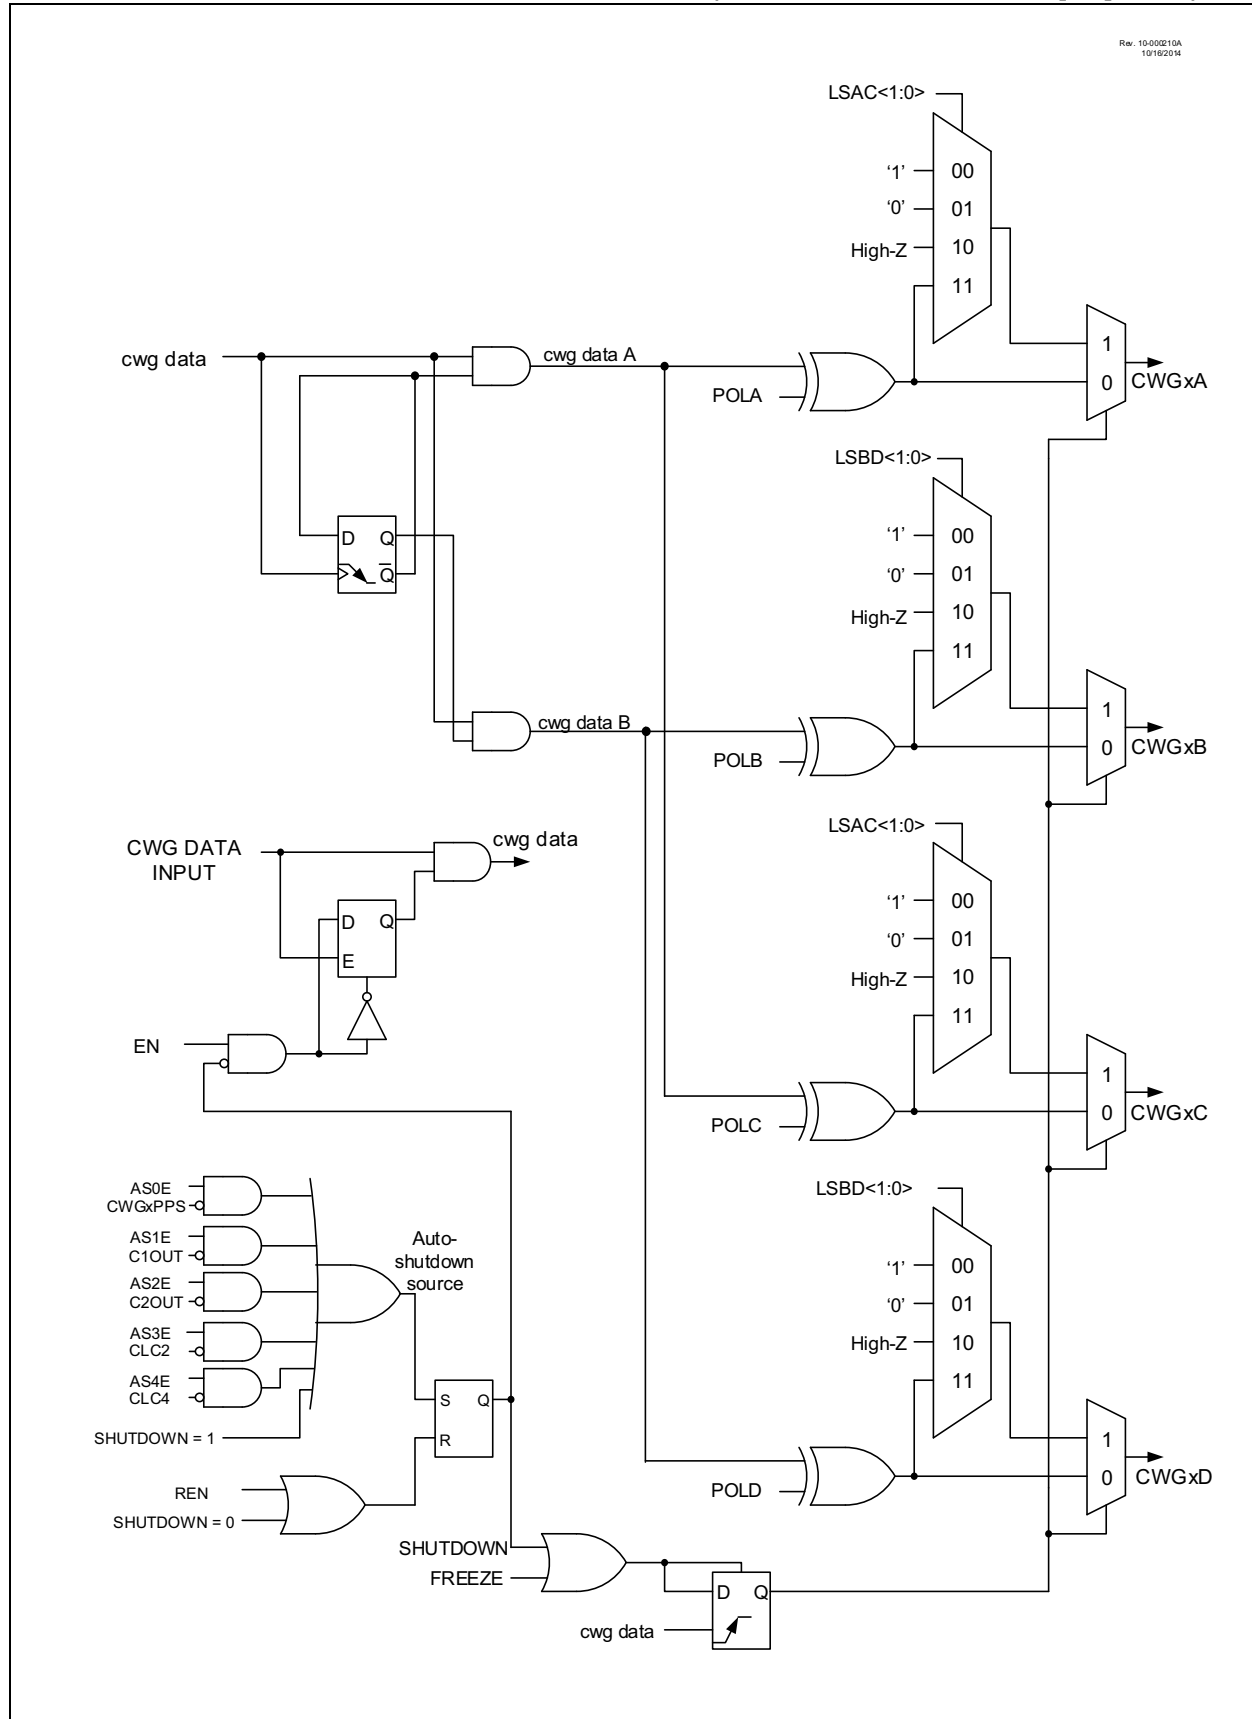 Rev. 10-000210A
10/16/2014
LSAC<1:0>
'1'
00
'0'
01
High-Z
10
11
cwg data
cwg data A
POLA
1
0
CWGxA
LSBD<1:0>
D
Q
Q
'1'
00
'0'
01
High-Z
10
11
cwg data B
POLB
1
0
CWGxB
LSAC<1:0>
CWG DATA
INPUT
cwg data
D
Q
E
'1'
00
'0'
01
High-Z
10
11
EN
POLC
1
0
CWGxC
LSBD<1:0>
AS0E
CWGxPPS
AS1E
C1OUT
AS2E
C2OUT
AS3E
CLC2
AS4E
CLC4
SHUTDOWN = 1
Auto-
shutdown
source
S
Q
R
REN
SHUTDOWN = 0
'1'
00
'0'
01
High-Z
10
11
POLD
1
0
CWGxD
SHUTDOWN
FREEZE
D
Q
cwg data